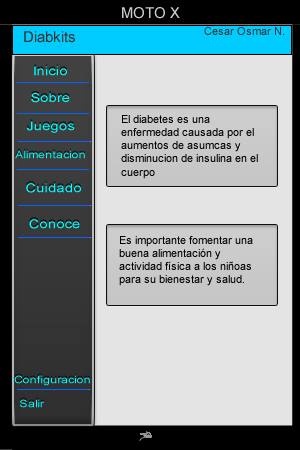 MOTO X
Diabkits
Cesar Osmar N.
Inicio
Sobre
Juegos
Alimentacion
Cuidado
Conoce
El diabetes es una
enfermedad causada por el
aumentos de asumcas y
disminucion de insulina en el
cuerpo
Es importante fomentar una
buena alimentación y
actividad física a los niñoas
para su bienestar y salud.
Configuracion
Salir